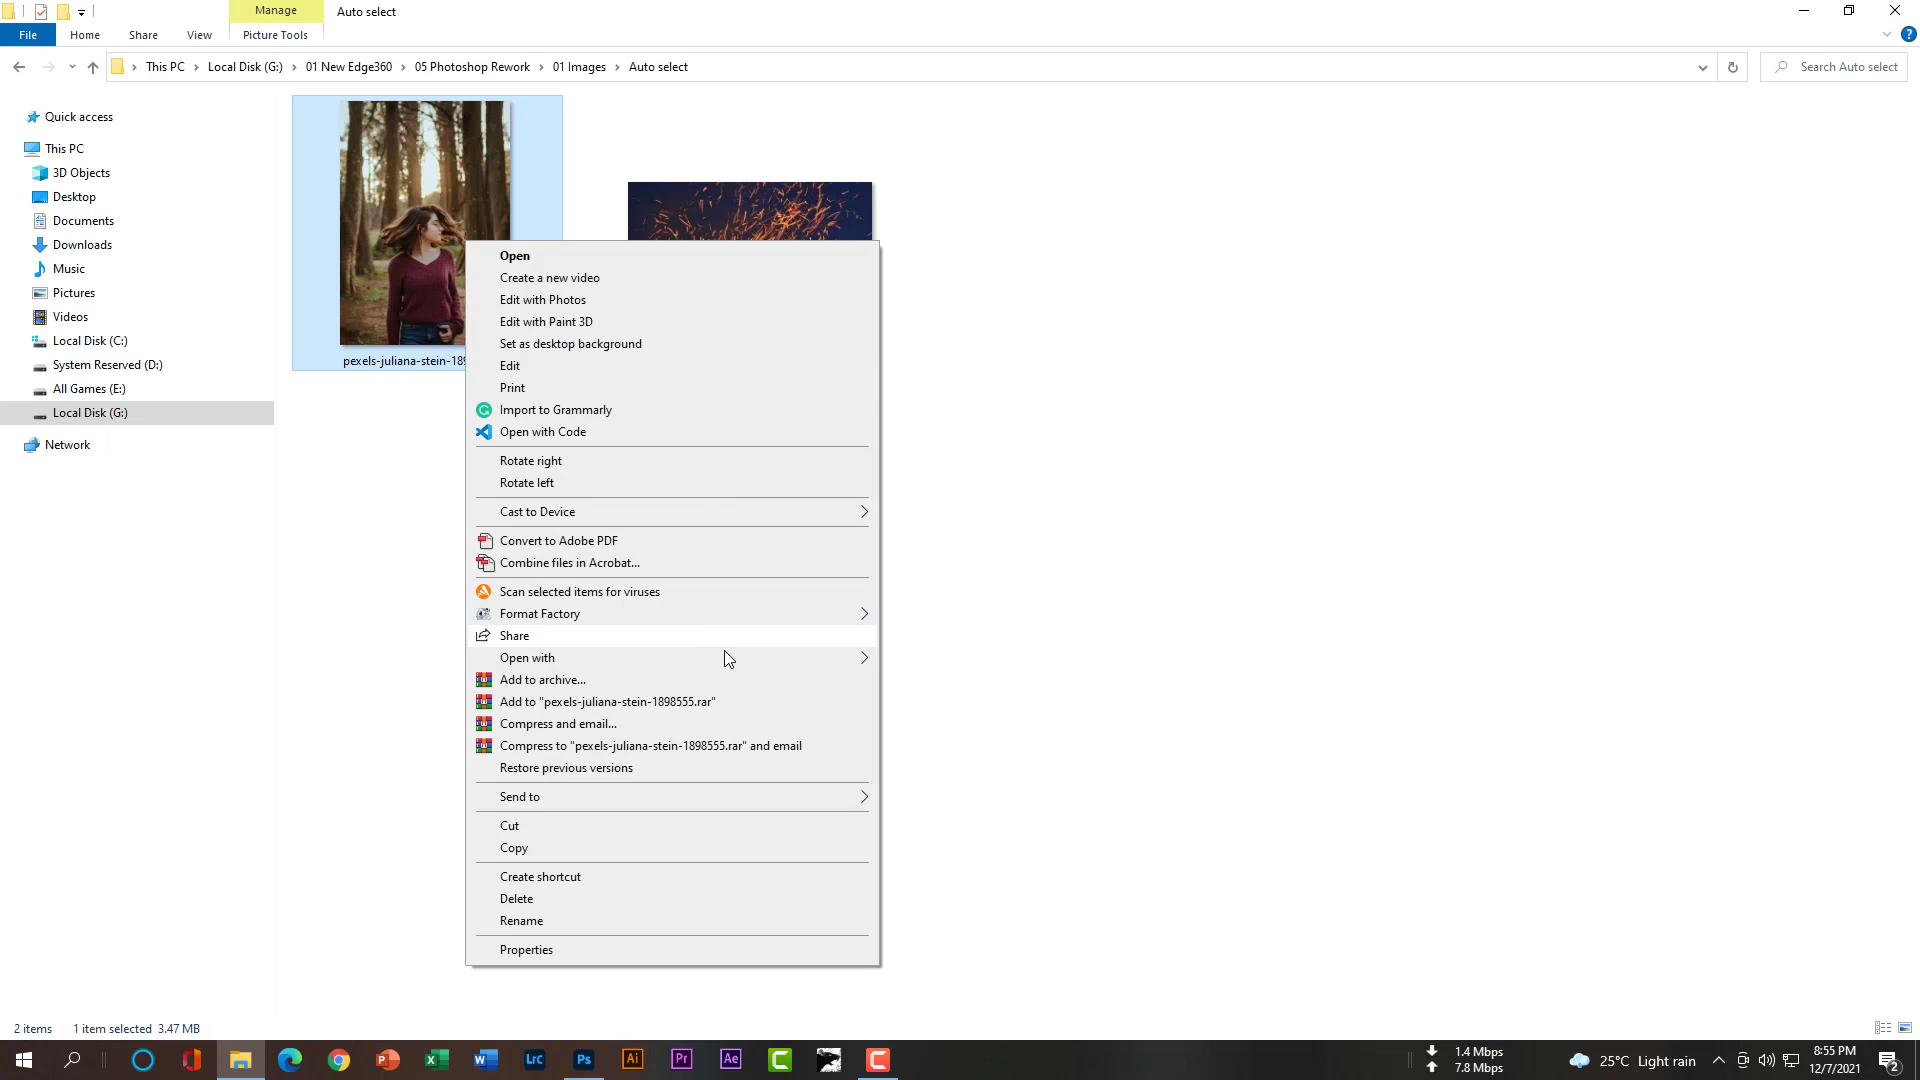 Manage
Auto select
File
Home
Share
View
Picture Tools
This PC
Local Disk (G:)
01 New Edge360
05 Photoshop Rework
01 Images
Auto select
Search Auto select
Quick access
This PC
3D Objects
Desktop
Documents
Downloads
Music
Pictures
Videos
Local Disk (C:)
System Reserved (D:)
All Games (E:)
Local Disk (G:)
Network
pexels-juliana-stein-189
Open
Create a new video
Edit with Photos
Edit with Paint 3D
Set as desktop background
Edit
Print
Import to Grammarly
Open with Code
Rotate right
Rotate left
Cast to Device
Convert to Adobe PDF
Combine files in Acrobat...
Scan selected items for viruses
Format Factory
Share
Open with
Add to archive...
Add to "pexels-juliana-stein-1898555.rar"
Compress and email...
Compress to "pexels-juliana-stein-1898555.rar" and email
Restore previous versions
Send to
Cut
Copy
Create shortcut
Delete
Rename
Properties
2 items
1 item selected 3.47 MB
Lrc
Ps
Ai
Pr
Ae
1.4 Mbps
7.8 Mbps
25°C Light rain
8:55 PM
12/7/2021
2